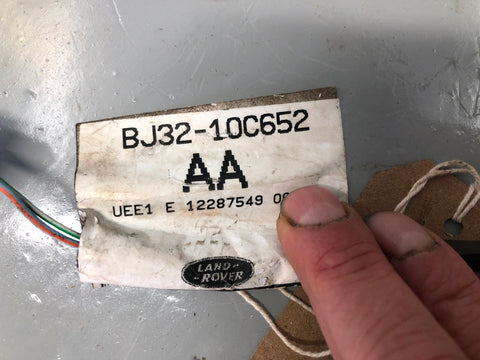 BJ32-10C652
AA
UEE1 E 12287549
LAND-
-ROVER